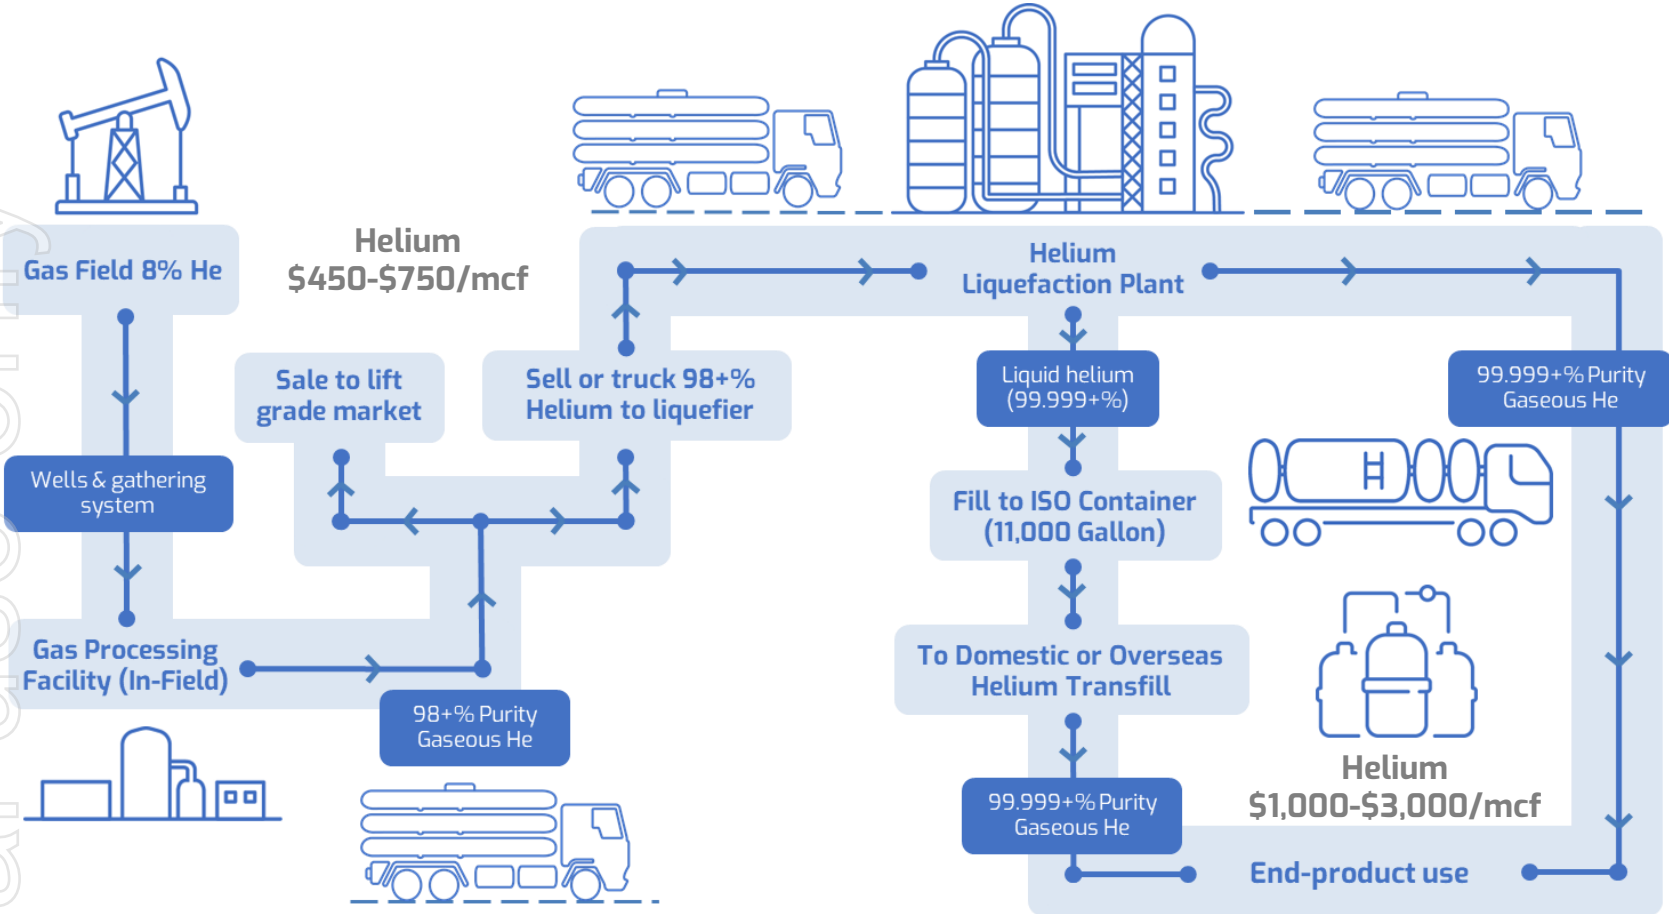 Gas Field 8% He
Helium
$450-$750/mcf
Helium
Liquefaction Plant
Sale to lift
grade market
Sell or truck 98+%
Helium to liquefier
Liquid helium
(99.999+%)
99.999+% Purity
Gaseous He
Wells & gathering
system
Fill to ISO Container
(11,000 Gallon)
H
Gas Processing
Facility (In-Field)
To Domestic or Overseas
Helium Transfill
98+% Purity
Gaseous He
Helium
$1,000-$3,000/mcf
99.999+% Purity
Gaseous He
End-product use